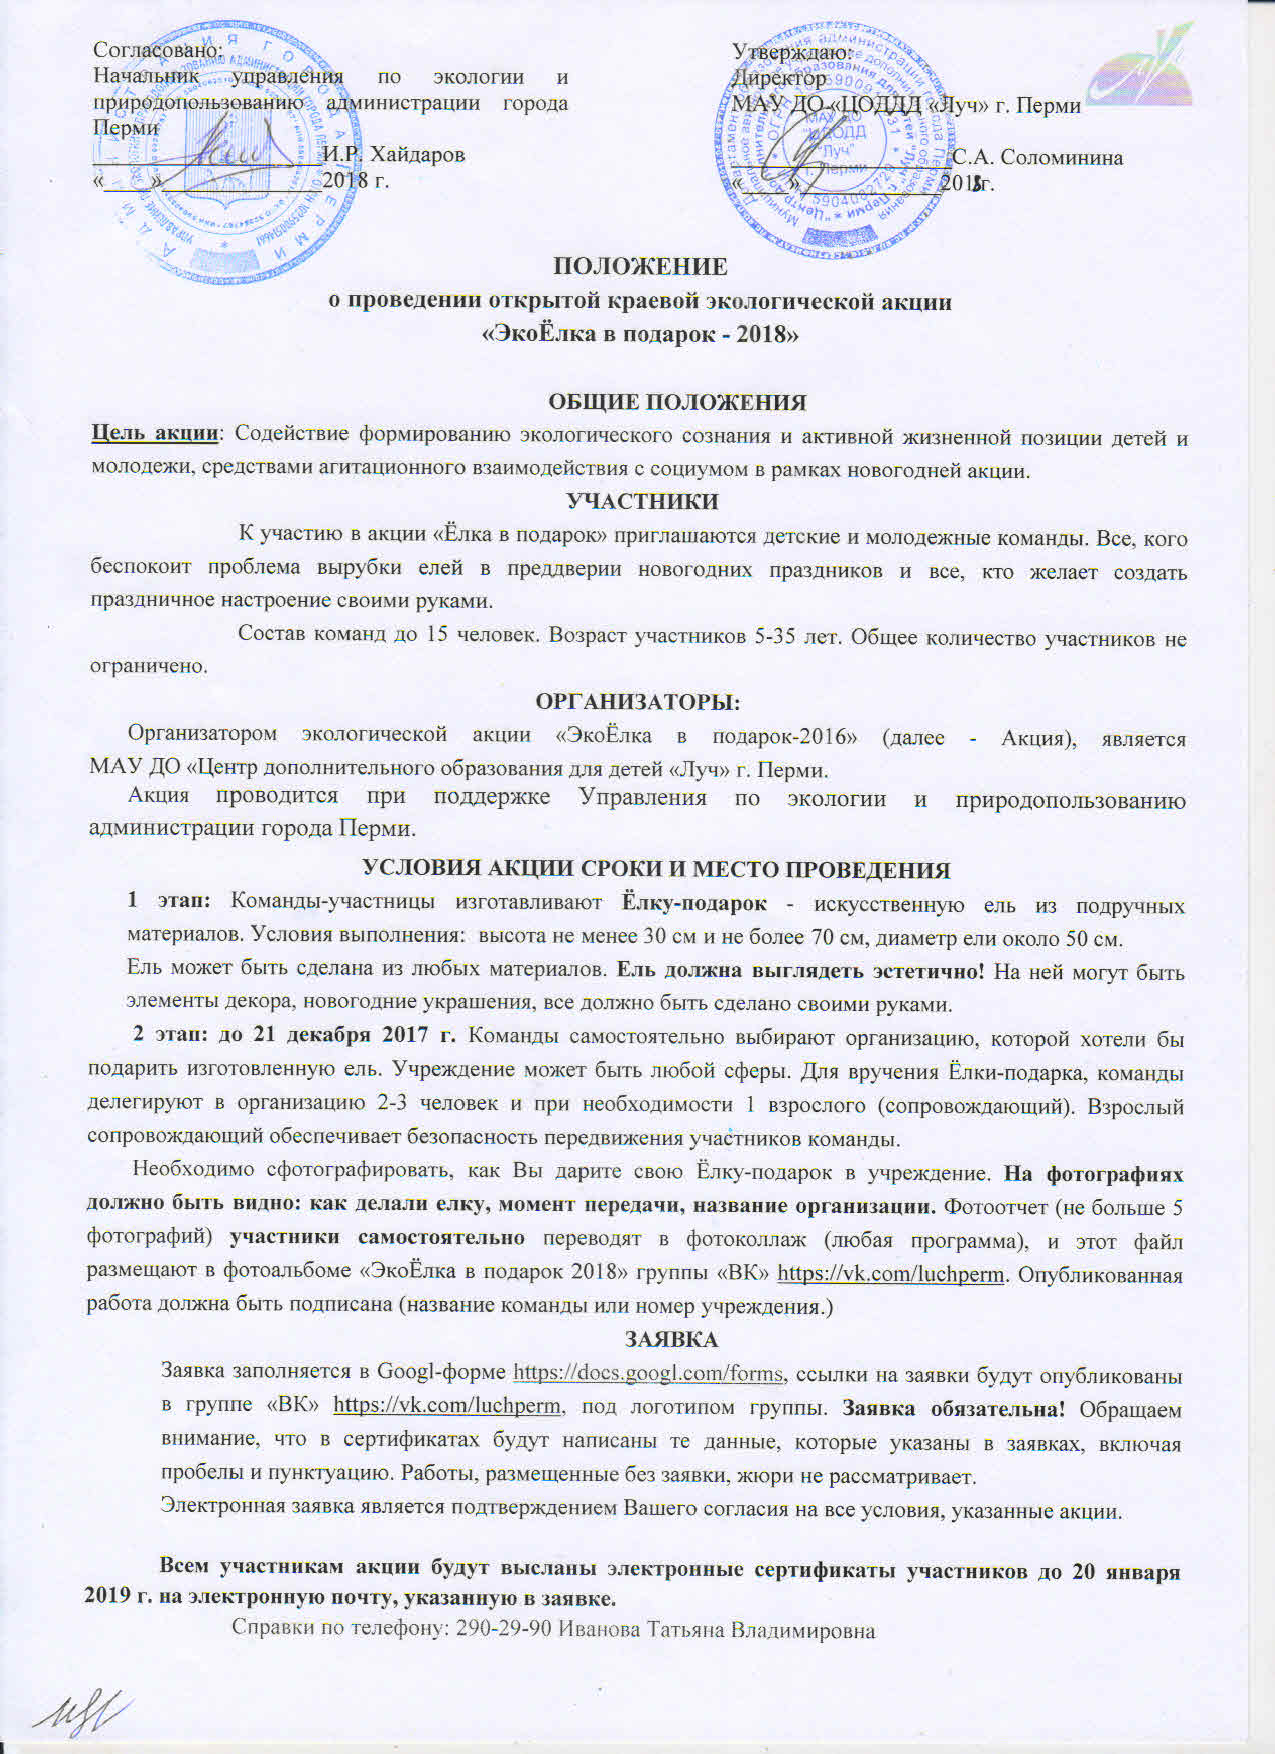 Согласовано:
Начальник управления по экологии и
природопользованию администрации города
Перми
И.Р. Хайдаров
«____»______________2018 г.
Утверждаю:
Директор
МАУ ДО «ЦОДДД «Луч» г. Перми
С.А. Соломинина
«____»____________2018г.
МАУ ДО
"Луч"
г. Перми
ПОЛОЖЕНИЕ
о проведении открытой краевой экологической акции
«ЭкоЁлка в подарок - 2018»
ОБЩИЕ ПОЛОЖЕНИЯ
Цель акции: Содействие формированию экологического сознания и активной жизненной позиции детей и
молодежи, средствами агитационного взаимодействия с социумом в рамках новогодней акции.
УЧАСТНИКИ
К участию в акции «Ёлка в подарок» приглашаются детские и молодежные команды. Все, кого
беспокоит проблема вырубки елей в преддверии новогодних праздников и все, кто желает создать
праздничное настроение своими руками.
Состав команд до 15 человек. Возраст участников 5-35 лет. Общее количество участников не
ограничено.
ОРГАНИЗАТОРЫ:
Организатором экологической акции «ЭкоЁлка в подарок-2016» (далее - Акция), является
МАУ ДО «Центр дополнительного образования для детей «Луч» г. Перми.
Акция проводится при поддержке Управления по экологии и природопользованию
администрации города Перми.
УСЛОВИЯ АКЦИИ СРОКИ И МЕСТО ПРОВЕДЕНИЯ
1 этап: Команды-участницы изготавливают Ёлку-подарок - искусственную ель из подручных
материалов. Условия выполнения: высота не менее 30 см и не более 70 см, диаметр ели около 50 см.
Ель может быть сделана из любых материалов. Ель должна выглядеть эстетично! На ней могут быть
элементы декора, новогодние украшения, все должно быть сделано своими руками.
2 этап: до 21 декабря 2017 г. Команды самостоятельно выбирают организацию, которой хотели бы
подарить изготовленную ель. Учреждение может быть любой сферы. Для вручения Ёлки-подарка, команды
делегируют в организацию 2-3 человек и при необходимости 1 взрослого (сопровождающий). Взрослый
сопровождающий обеспечивает безопасность передвижения участников команды.
Необходимо сфотографировать, как Вы дарите свою Ёлку-подарок в учреждение. На фотографиях
должно быть видно: как делали елку, момент передачи, название организации. Фотоотчет (не больше 5
фотографий) участники самостоятельно переводят в фотоколлаж (любая программа), и этот файл
размещают в фотоальбоме «ЭкоЁлка в подарок 2018» группы «ВК» https://vk.com/luchperm. Опубликованная
работа должна быть подписана (название команды или номер учреждения.)
ЗАЯВКА
Заявка заполняется в Googl-форме https://docs.googl.com/forms, ссылки на заявки будут опубликованы
в группе «ВК» https://vk.com/luchperm, под логотипом группы. Заявка обязательна! Обращаем
внимание, что в сертификатах будут написаны те данные, которые указаны в заявках, включая
пробелы и пунктуацию. Работы, размещенные без заявки, жюри не рассматривает.
Электронная заявка является подтверждением Вашего согласия на все условия, указанные акции.
Всем участникам акции будут высланы электронные сертификаты участников до 20 января
2019 г. на электронную почту, указанную в заявке.
Справки по телефону: 290-29-90 Иванова Татьяна Владимировна